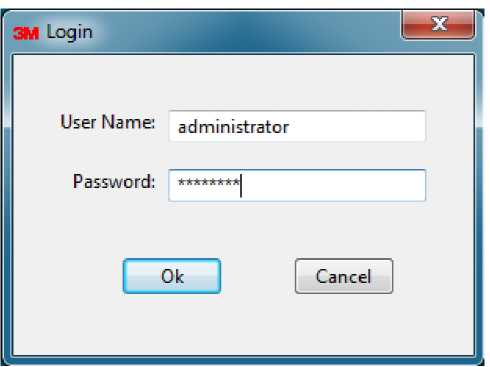 3M Login
User Name: administrator
Password: ********
Ok Cancel